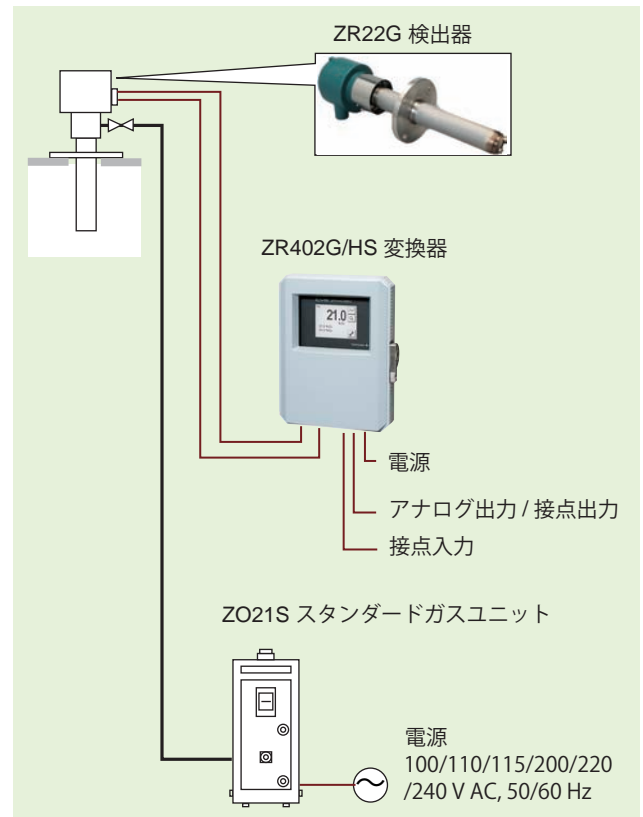 ZR22G 検出器
ZR402G/HS 変換器
21.0
電源
アナログ出力 / 接点出力
接点入力
ZO21S スタンダードガスユニット
電源
100/110/115/200/220
/240 V AC, 50/60 Hz